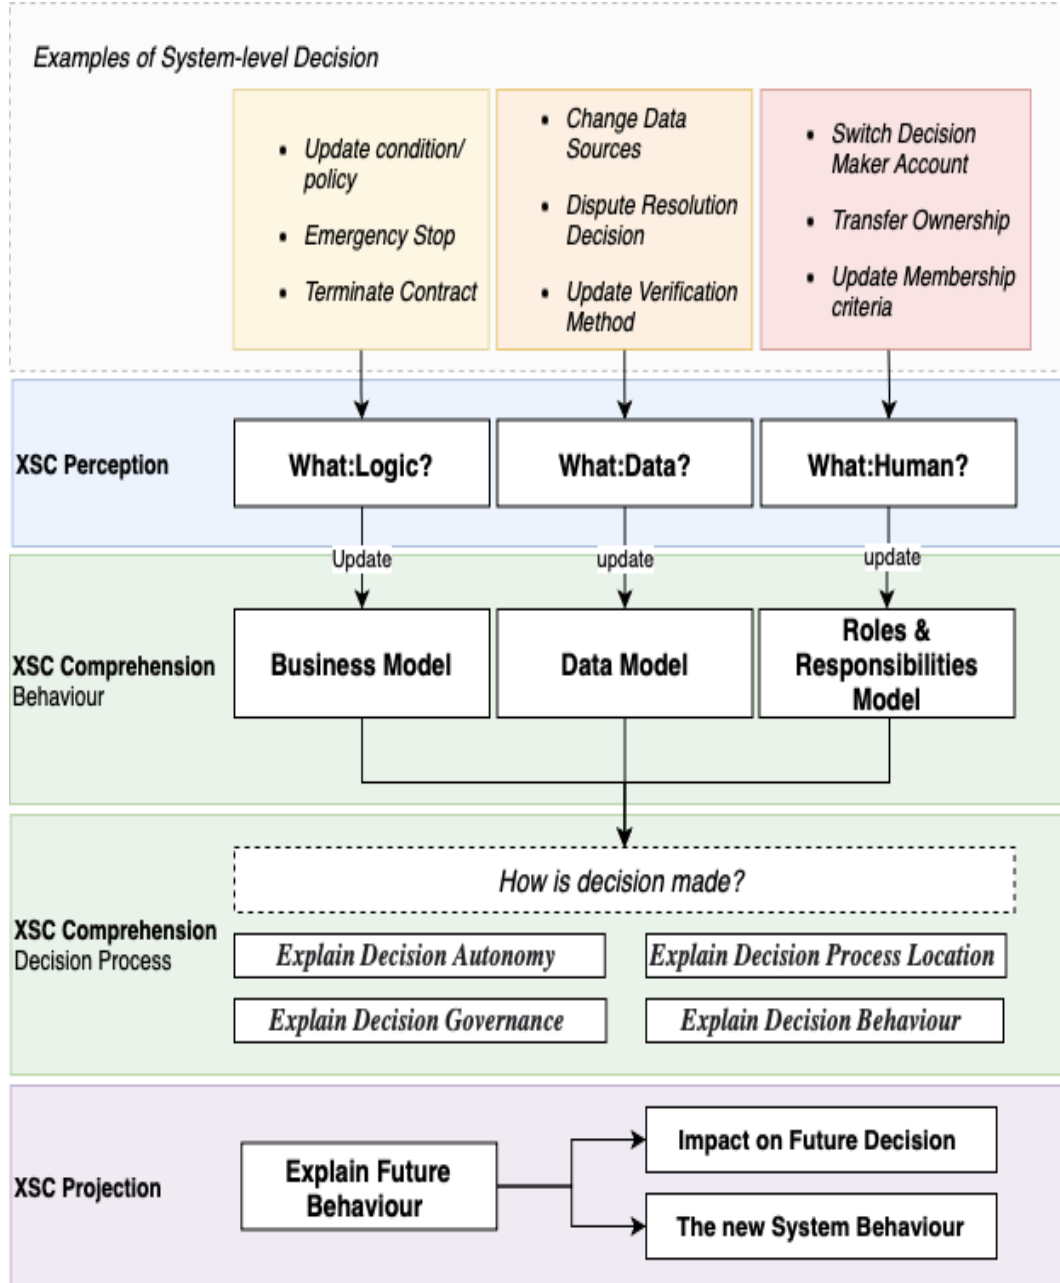 Examples of System-level Decision
• Update condition/
policy
• Emergency Stop
• Terminate Contract
• Change Data
Sources
• Dispute Resolution
Decision
• Update Verification
Method
• Switch Decision
Maker Account
• Transfer Ownership
• Update Membership
criteria
XSC Perception
What:Logic?
What:Data?
What:Human?
Update
update
update
XSC Comprehension
Behaviour
Business Model
Data Model
Roles &
Responsibilities
Model
XSC Comprehension
Decision Process
How is decision made?
Explain Decision Autonomy
Explain Decision Process Location
Explain Decision Governance
Explain Decision Behaviour
XSC Projection
Explain Future
Behaviour
Impact on Future Decision
The new System Behaviour